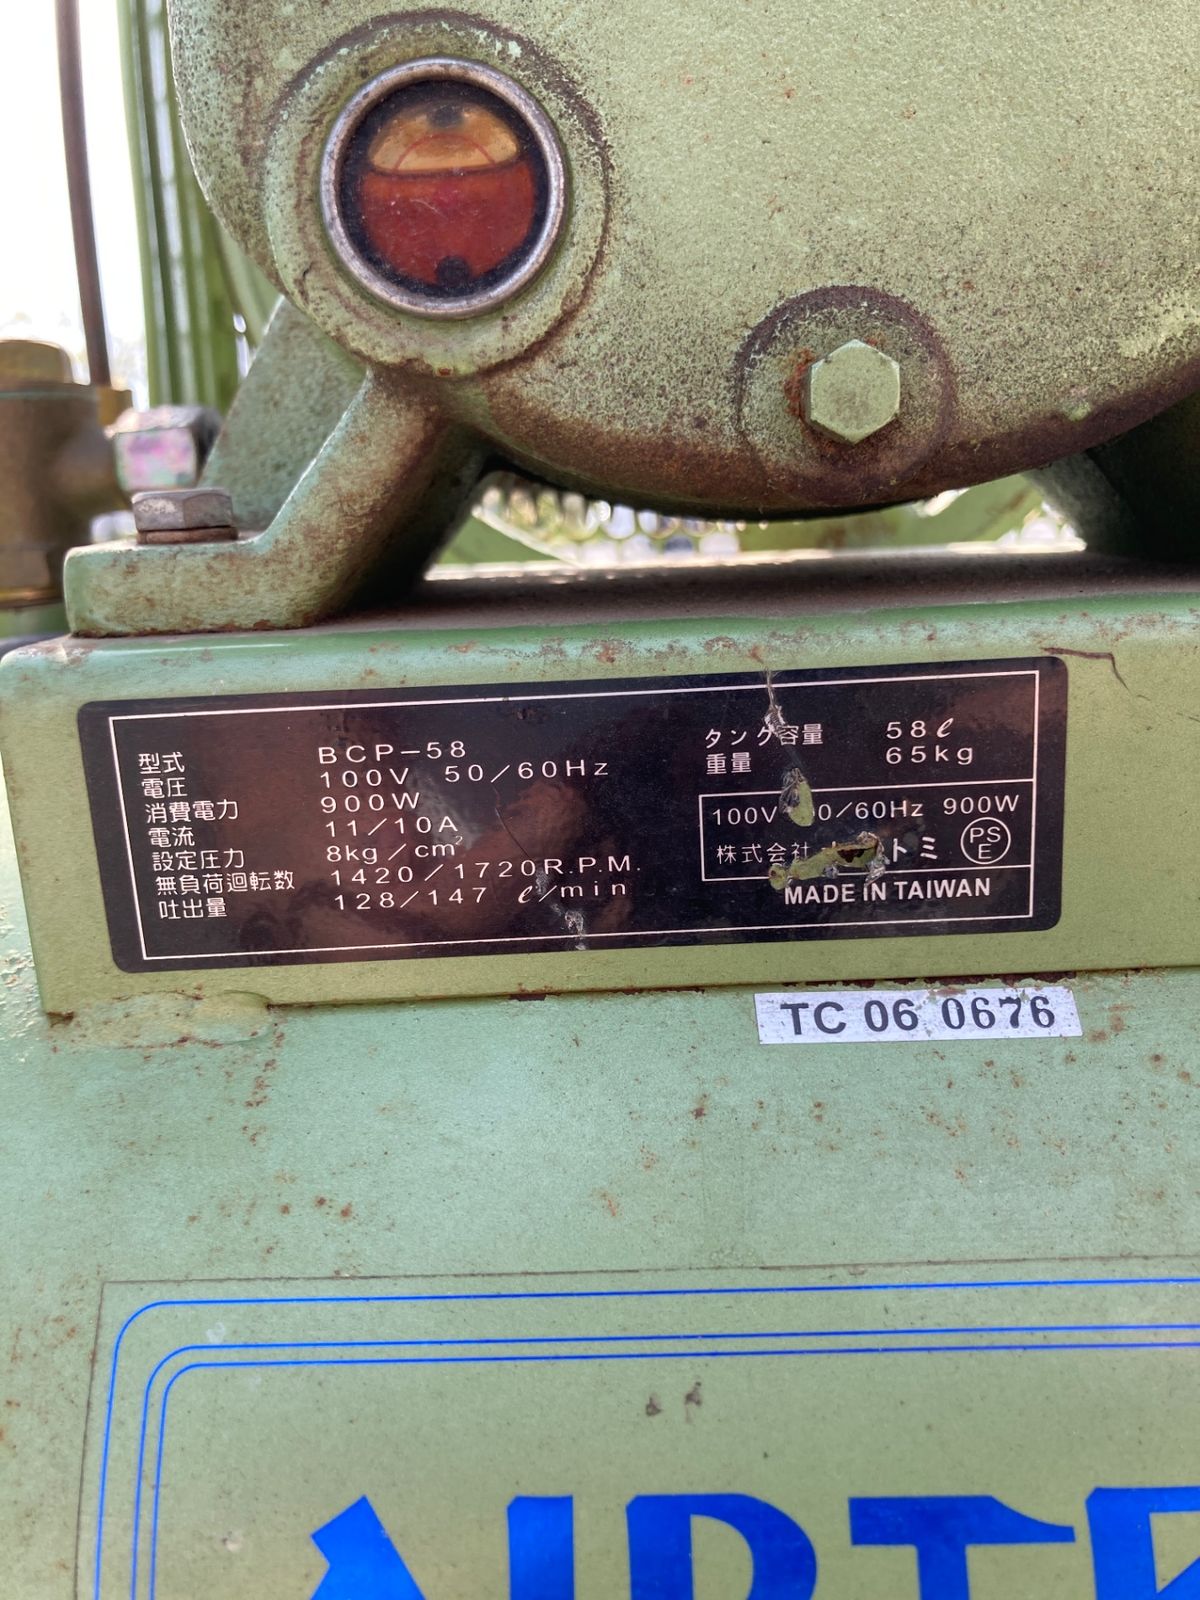 型式 BCP-58
電圧 100V 50/60Hz
消費電力 900W
電流 11/10A
設定圧力 8kg/cm²
無負荷廻転数 1420/1720R.P.M.
吐出量 128/147 ℓ/min
タンク容量 58ℓ
重量 65kg
100V 0/60Hz 900W
株式会社 トミ PSE
MADE iN TAIWAN
TC 06 0676
AIRT